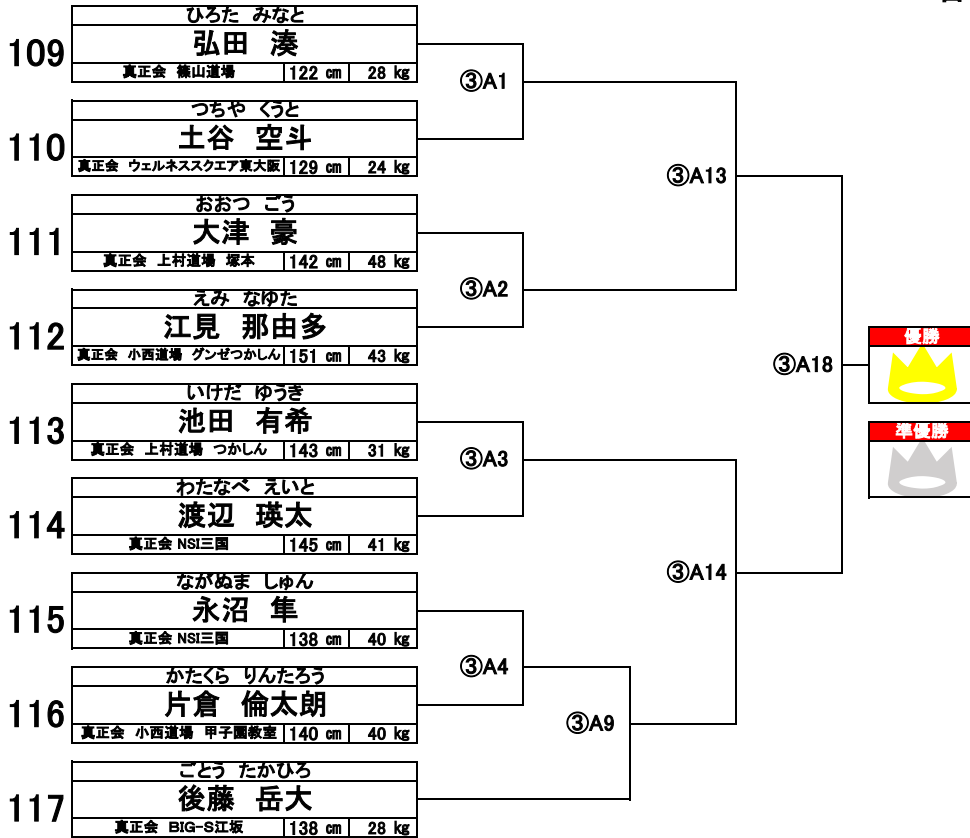 109
ひろた みなと
弘田 湊
真正会 篠山道場 122 cm 28 kg
③A1
110
つちや くうと
土谷 空斗
真正会 ウェルネススクエア東大阪 129 cm 24 kg
③A13
111
おおつ ごう
大津 豪
真正会 上村道場 塚本 142 cm 48 kg
③A2
112
えみ なゆた
江見 那由多
真正会 小西道場 グンゼつかしん 151 cm 43 kg
③A18
優勝
113
いけだ ゆうき
池田 有希
真正会 上村道場 つかしん 143 cm 31 kg
③A3
準優勝
114
わたなべ えいと
渡辺 瑛太
真正会 NSI三国 145 cm 41 kg
③A14
115
ながぬま しゅん
永沼 隼
真正会 NSI三国 138 cm 40 kg
③A4
116
かたくら りんたろう
片倉 倫太朗
真正会 小西道場 甲子園教室 140 cm 40 kg
③A9
117
ごとう たかひろ
後藤 岳大
真正会 BIG-S江坂 138 cm 28 kg